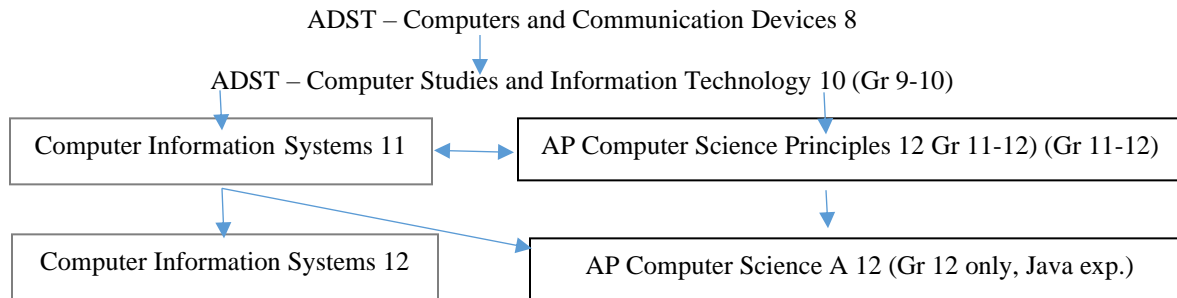 ADST – Computers and Communication Devices 8
ADST – Computer Studies and Information Technology 10 (Gr 9-10)
Computer Information Systems 11
AP Computer Science Principles 12 Gr 11-12) (Gr 11-12)
Computer Information Systems 12
AP Computer Science A 12 (Gr 12 only, Java exp.)